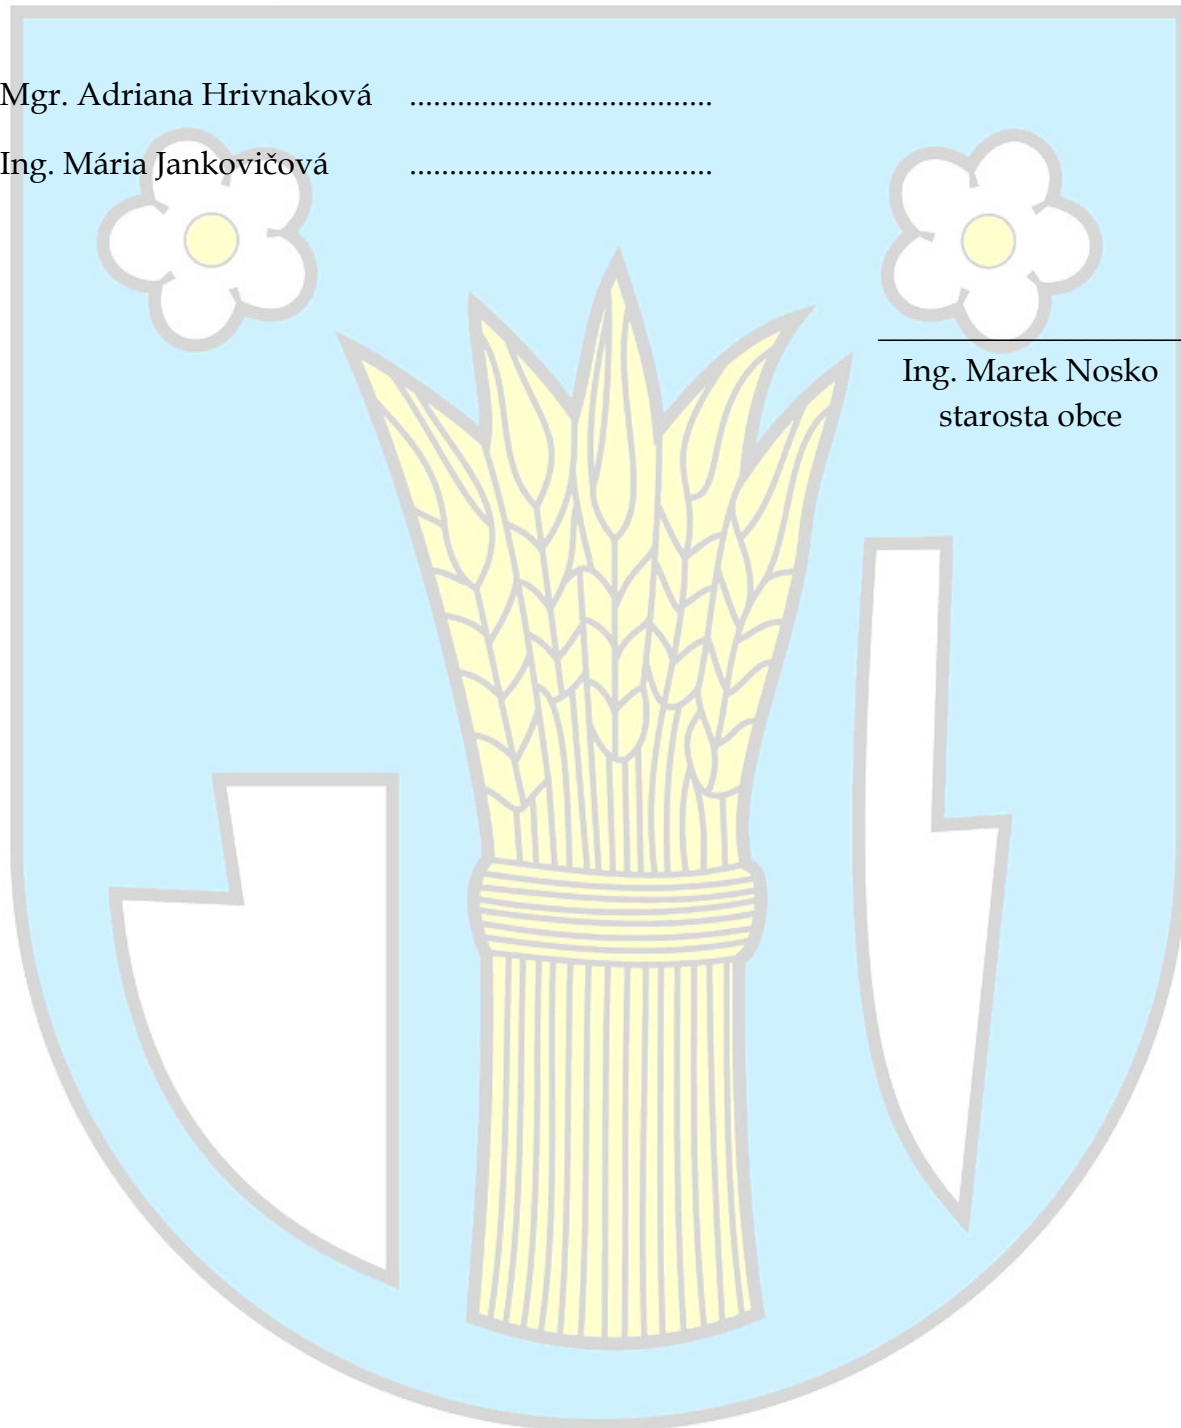 Mgr. Adriana Hrivnaková .....................................
Ing. Mária Jankovičová .....................................
Ing. Marek Nosko
starosta obce